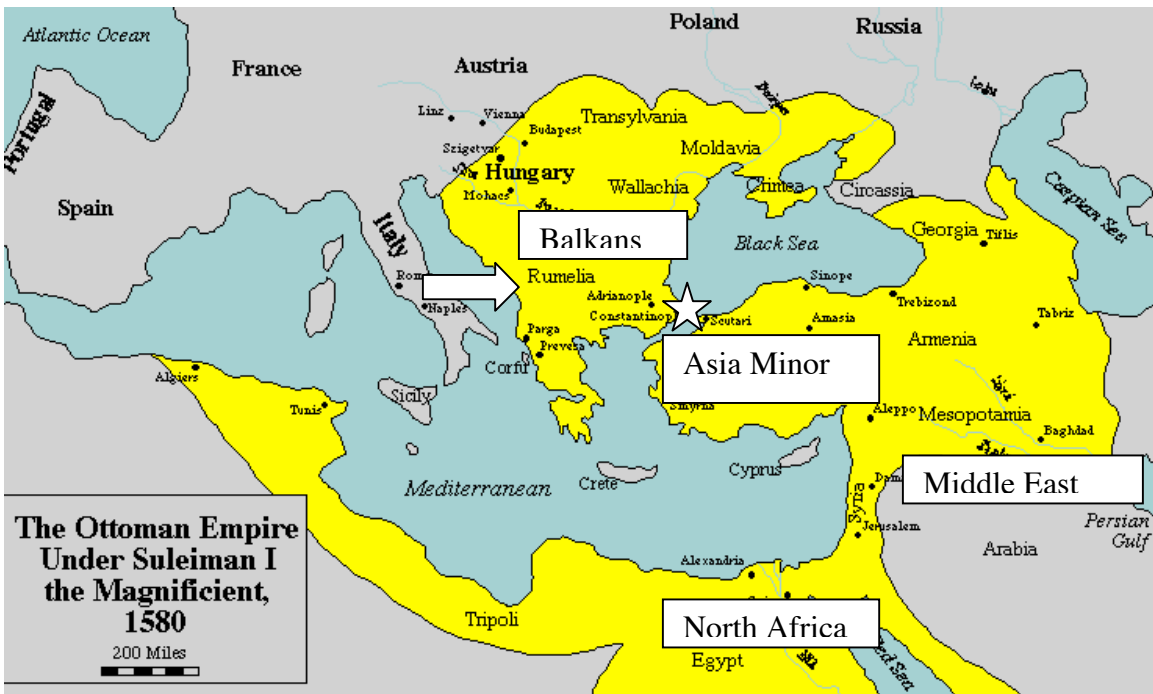 Atlantic Ocean
Portugal
Spain
France
Italy
Austria
Poland
Russia
Linz
Vienna
Budapest
Szigetvar
Hungary
Mohacs
Transylvania
Moldavia
Wallachia
Crimea
Circassia
Caspian Sea
Georgia
Tiflis
Balkans
Black Sea
Rumelia
Adrianople
Sinope
Trebizond
Tabriz
Naples
Scutari
Amasia
Armenia
Parga
Prevesa
Corfu
Asia Minor
Smyrna
Algiers
Tunis
Sicily
Aleppo
Mesopotamia
Baghdad
Mediterranean
Crete
Cyprus
Middle East
Syria
Jerusalem
Persian
Gulf
Arabia
Alexandria
North Africa
Tripoli
Egypt
The Ottoman Empire
Under Suleiman I
the Magnificient,
1580
200 Miles